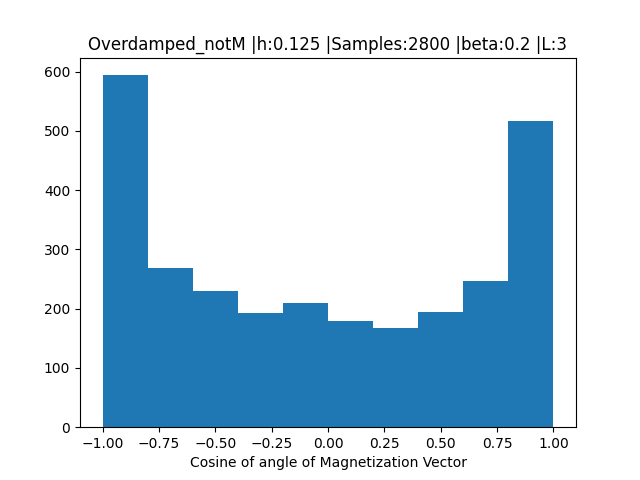 Overdamped_notM |h:0.125 |Samples:2800 |beta:0.2 |L:3
600
500
400
300
200
100
0
−1.00 −0.75 −0.50 −0.25 0.00 0.25 0.50 0.75 1.00
Cosine of angle of Magnetization Vector